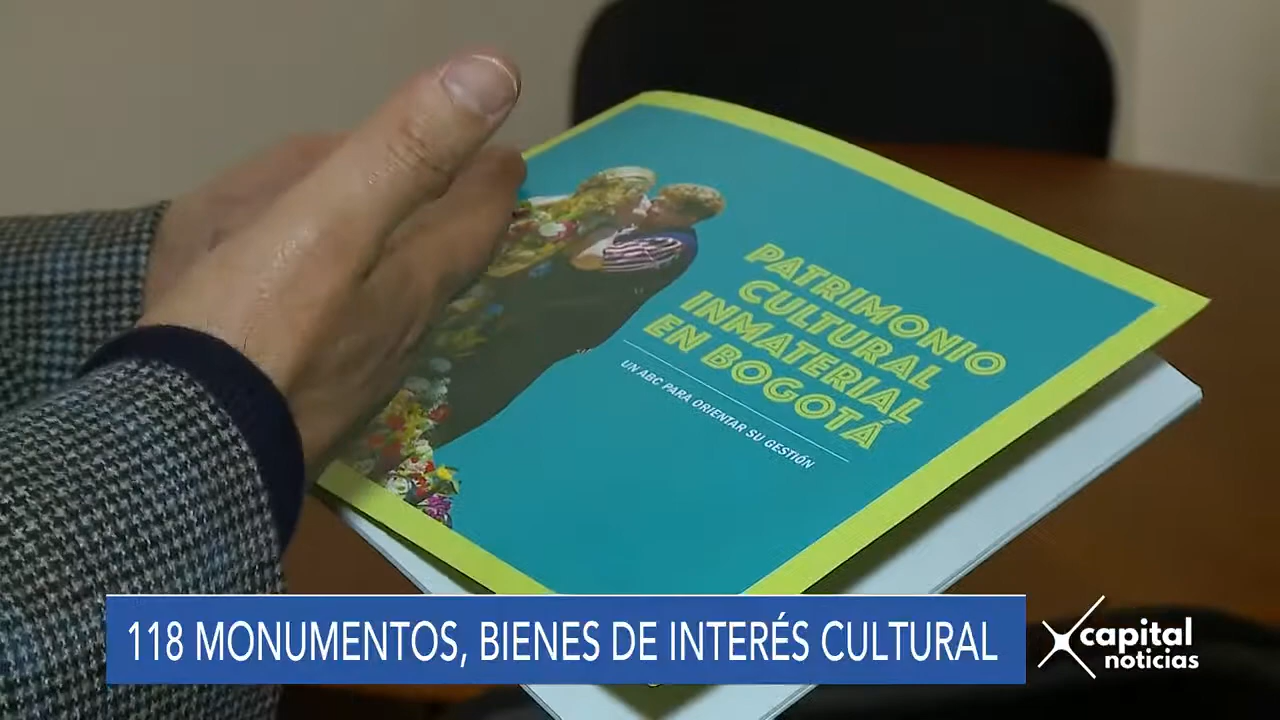 PATRIMONIO
CULTURAL
INMATERIAL
EN BOGOTÁ
UN ABC PARA ORIENTAR SU GESTIÓN
118 MONUMENTOS, BIENES DE INTERÉS CULTURAL
capital
noticias